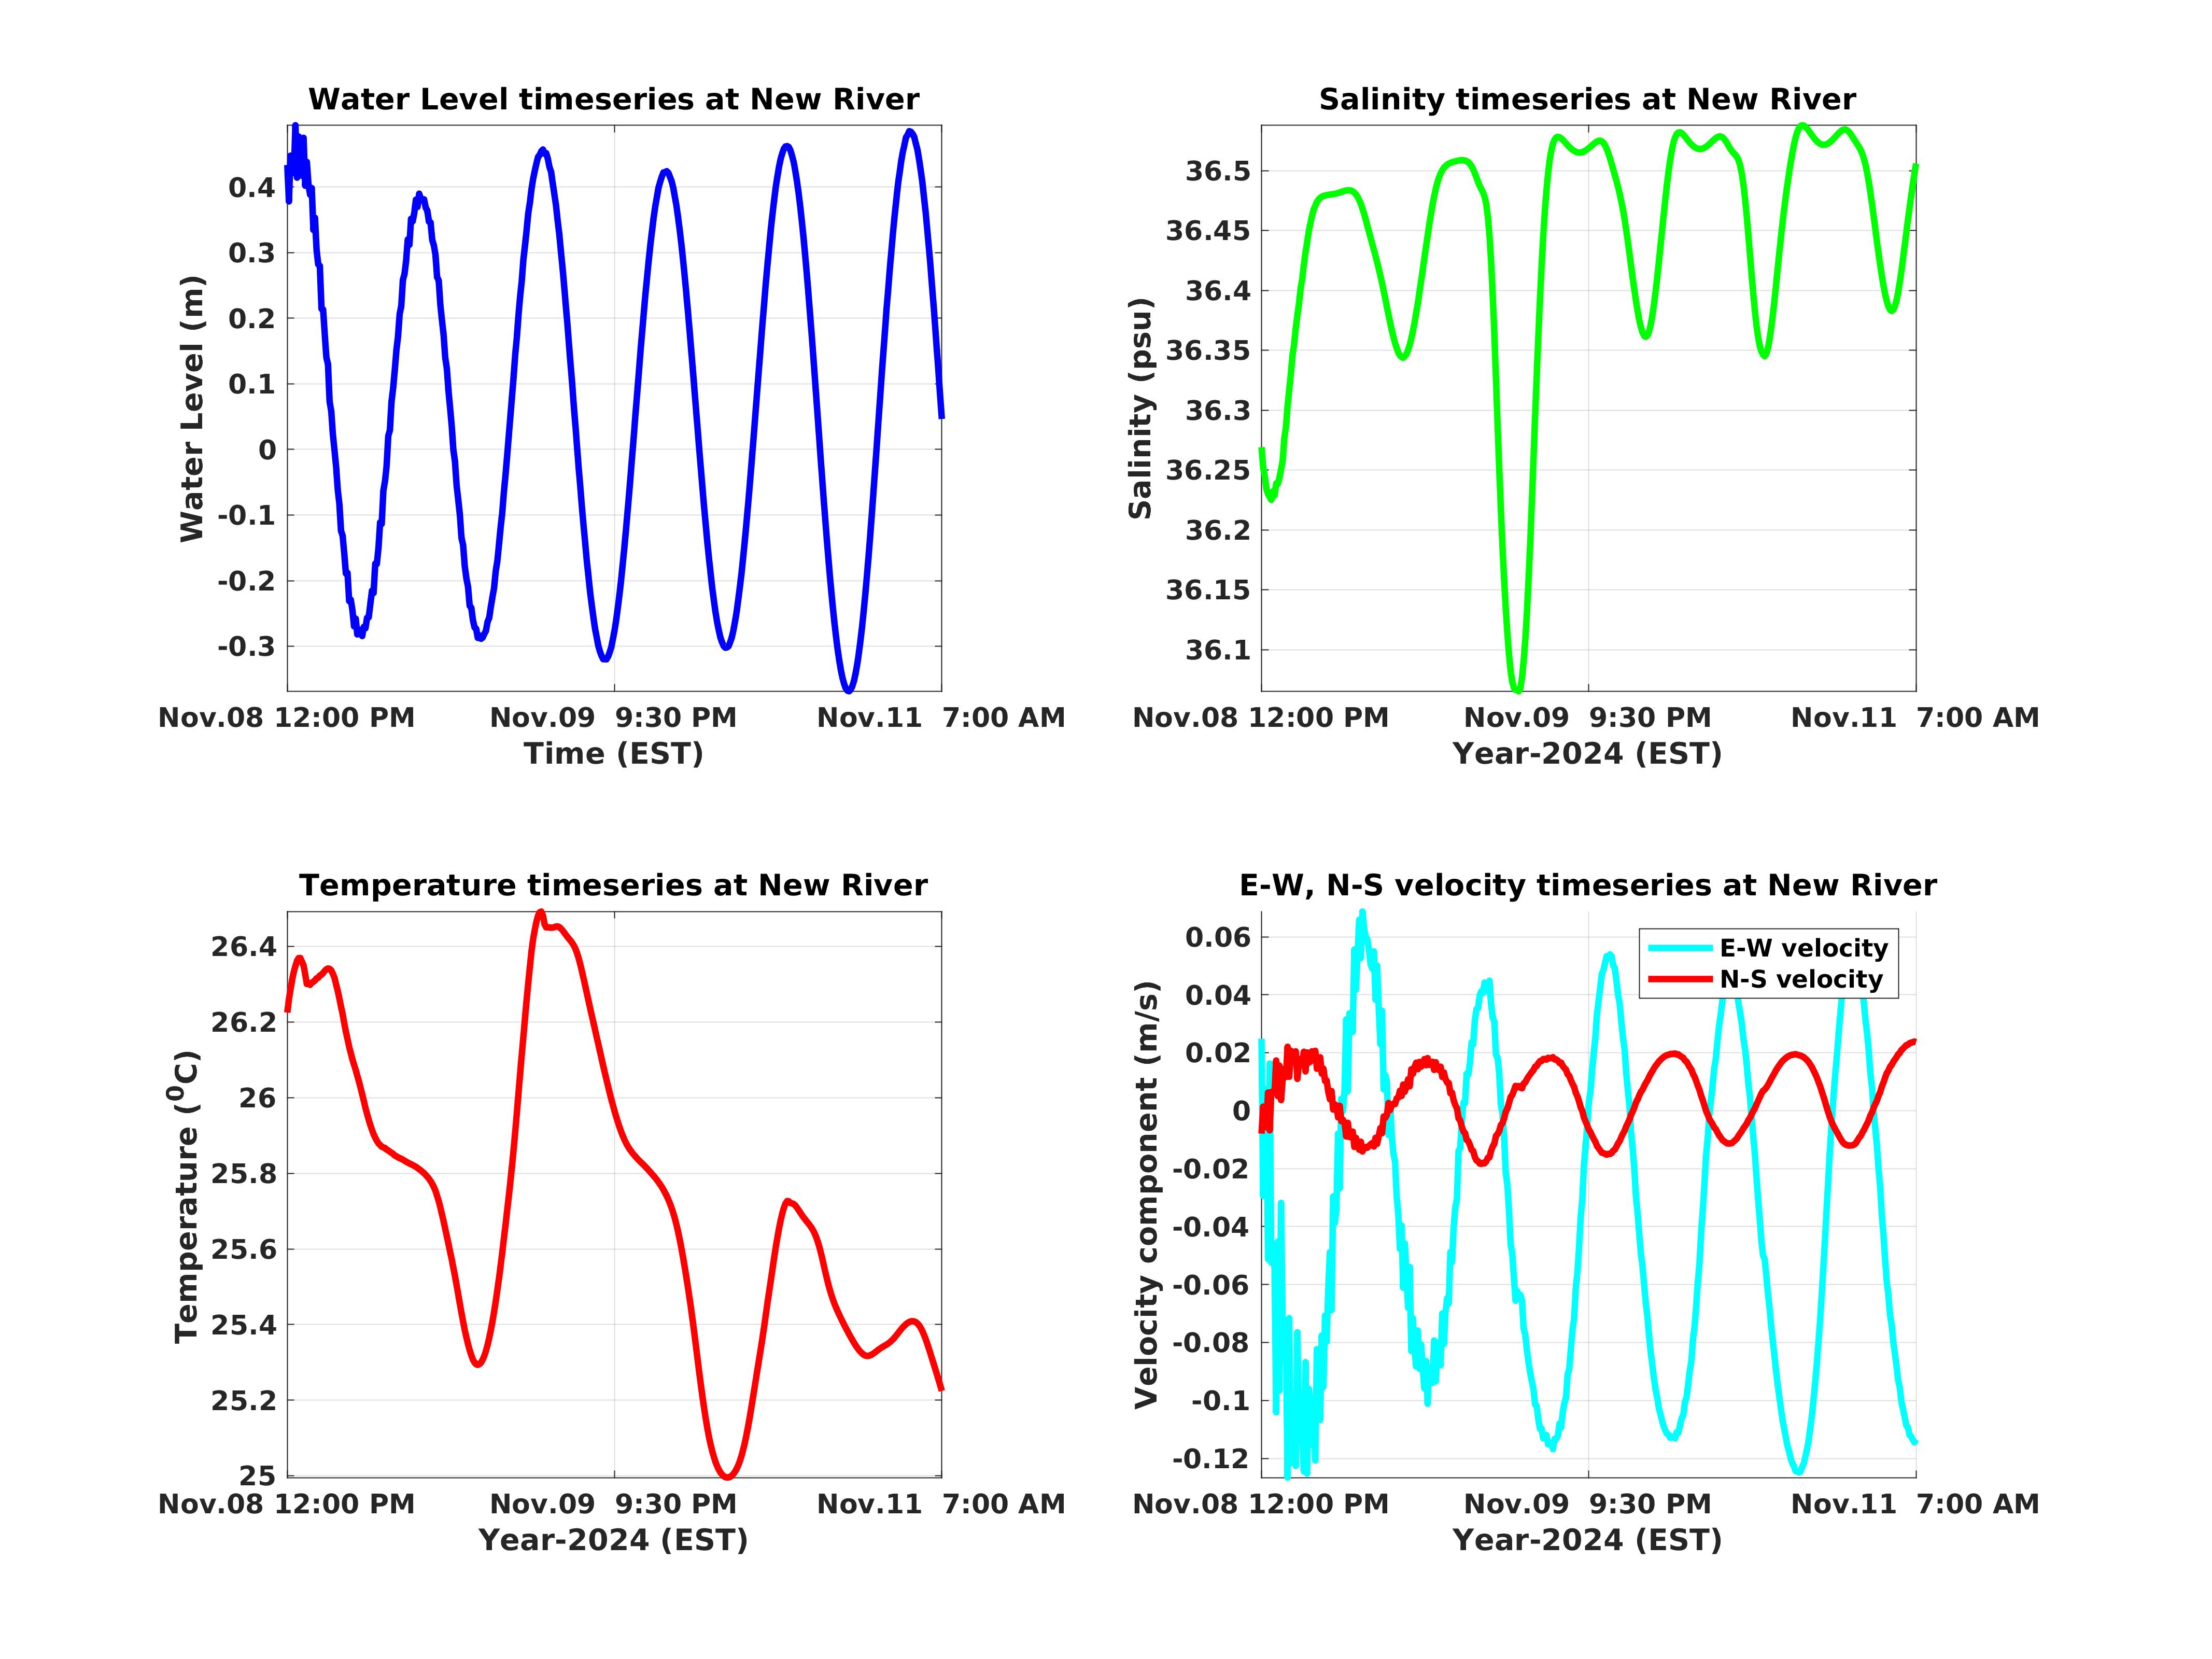 Water Level timeseries at New River
Water Level (m)
0.4
0.3
0.2
0.1
0
-0.1
-0.2
-0.3
Nov.08 12:00 PM
Nov.09 9:30 PM
Nov.11 7:00 AM
Time (EST)
Salinity timeseries at New River
Salinity (psu)
36.5
36.45
36.4
36.35
36.3
36.25
36.2
36.15
36.1
Nov.08 12:00 PM
Nov.09 9:30 PM
Nov.11 7:00 AM
Year-2024 (EST)
Temperature timeseries at New River
Temperature (⁰C)
26.4
26.2
26
25.8
25.6
25.4
25.2
25
Nov.08 12:00 PM
Nov.09 9:30 PM
Nov.11 7:00 AM
Year-2024 (EST)
E-W, N-S velocity timeseries at New River
Velocity component (m/s)
0.06
0.04
0.02
0
-0.02
-0.04
-0.06
-0.08
-0.1
-0.12
E-W velocity
N-S velocity
Nov.08 12:00 PM
Nov.09 9:30 PM
Nov.11 7:00 AM
Year-2024 (EST)